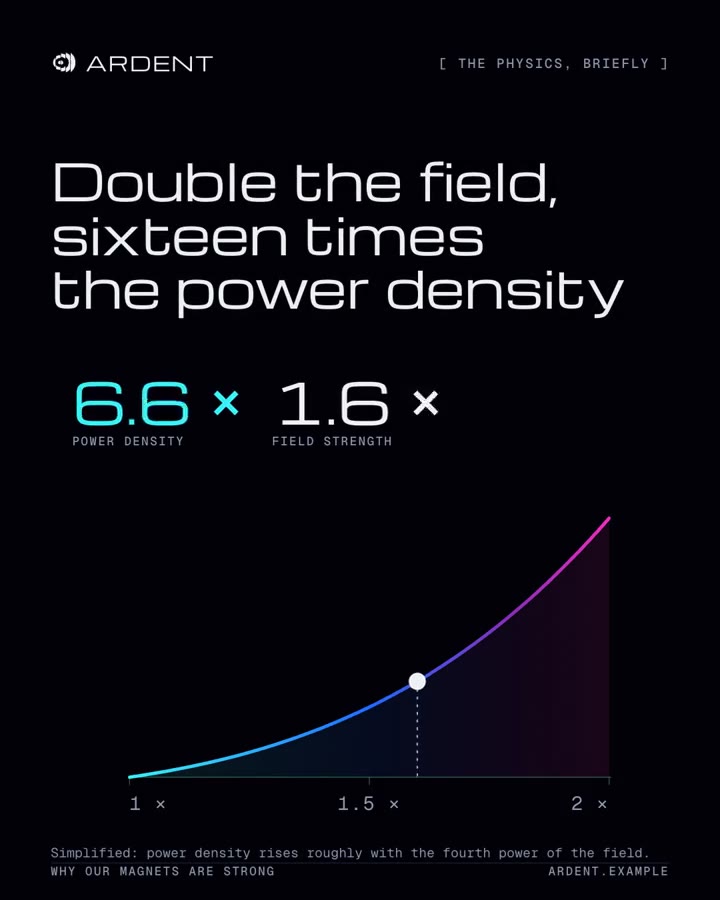 ARDENT
[ THE PHYSICS, BRIEFLY ]
Double the field,
sixteen times
the power density
6.6 × 1.6 ×
POWER DENSITY FIELD STRENGTH
1 × 1.5 × 2 ×
Simplified: power density rises roughly with the fourth power of the field.
WHY OUR MAGNETS ARE STRONG
ARDENT.EXAMPLE